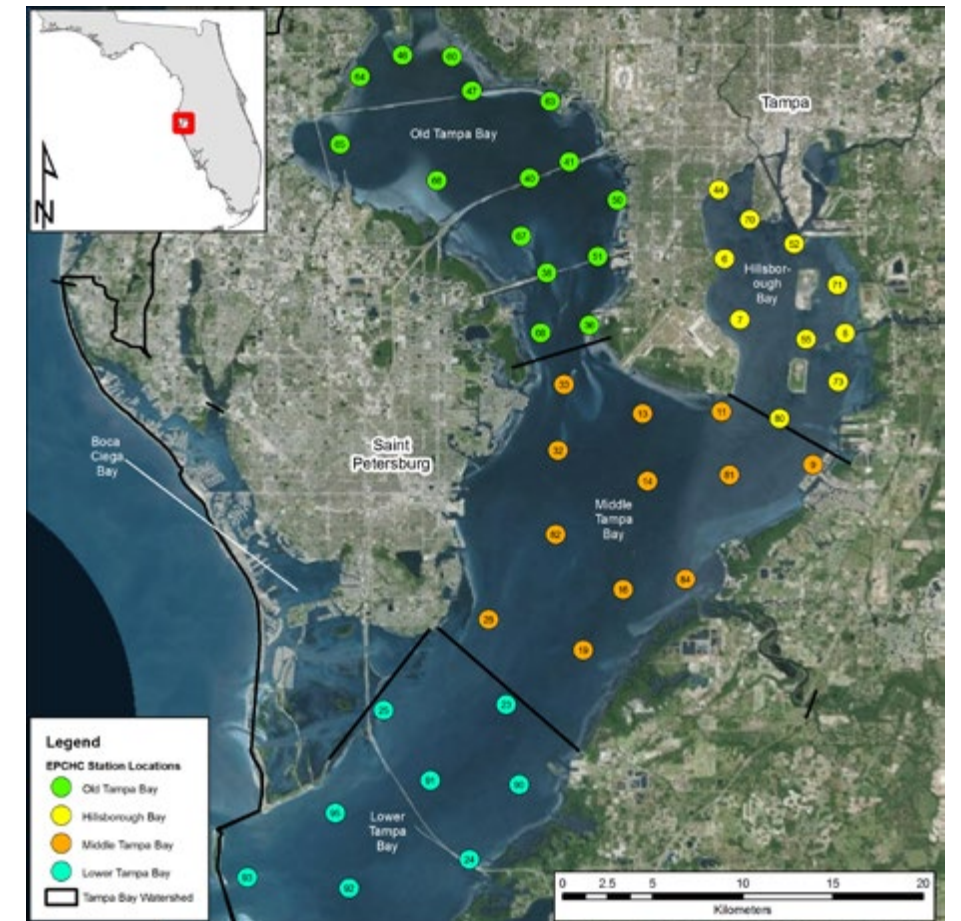 N
46
60
64
47
63
Old Tampa Bay
65
41
66
40
50
67
51
38
68
36
Tampa
44
70
52
6
Hillsbor-
ough
Bay
71
7
55
8
73
80
33
13
11
32
9
14
81
Saint
Petersburg
Boca
Ciega
Bay
Middle
Tampa
Bay
82
84
16
28
19
25
23
91
90
95
Lower
Tampa
Bay
24
93
92
Legend
EPCHC Station Locations
Old Tampa Bay
Hillsborough Bay
Middle Tampa Bay
Lower Tampa Bay
Tampa Bay Watershed
0 2.5 5 10 15 20
Kilometers